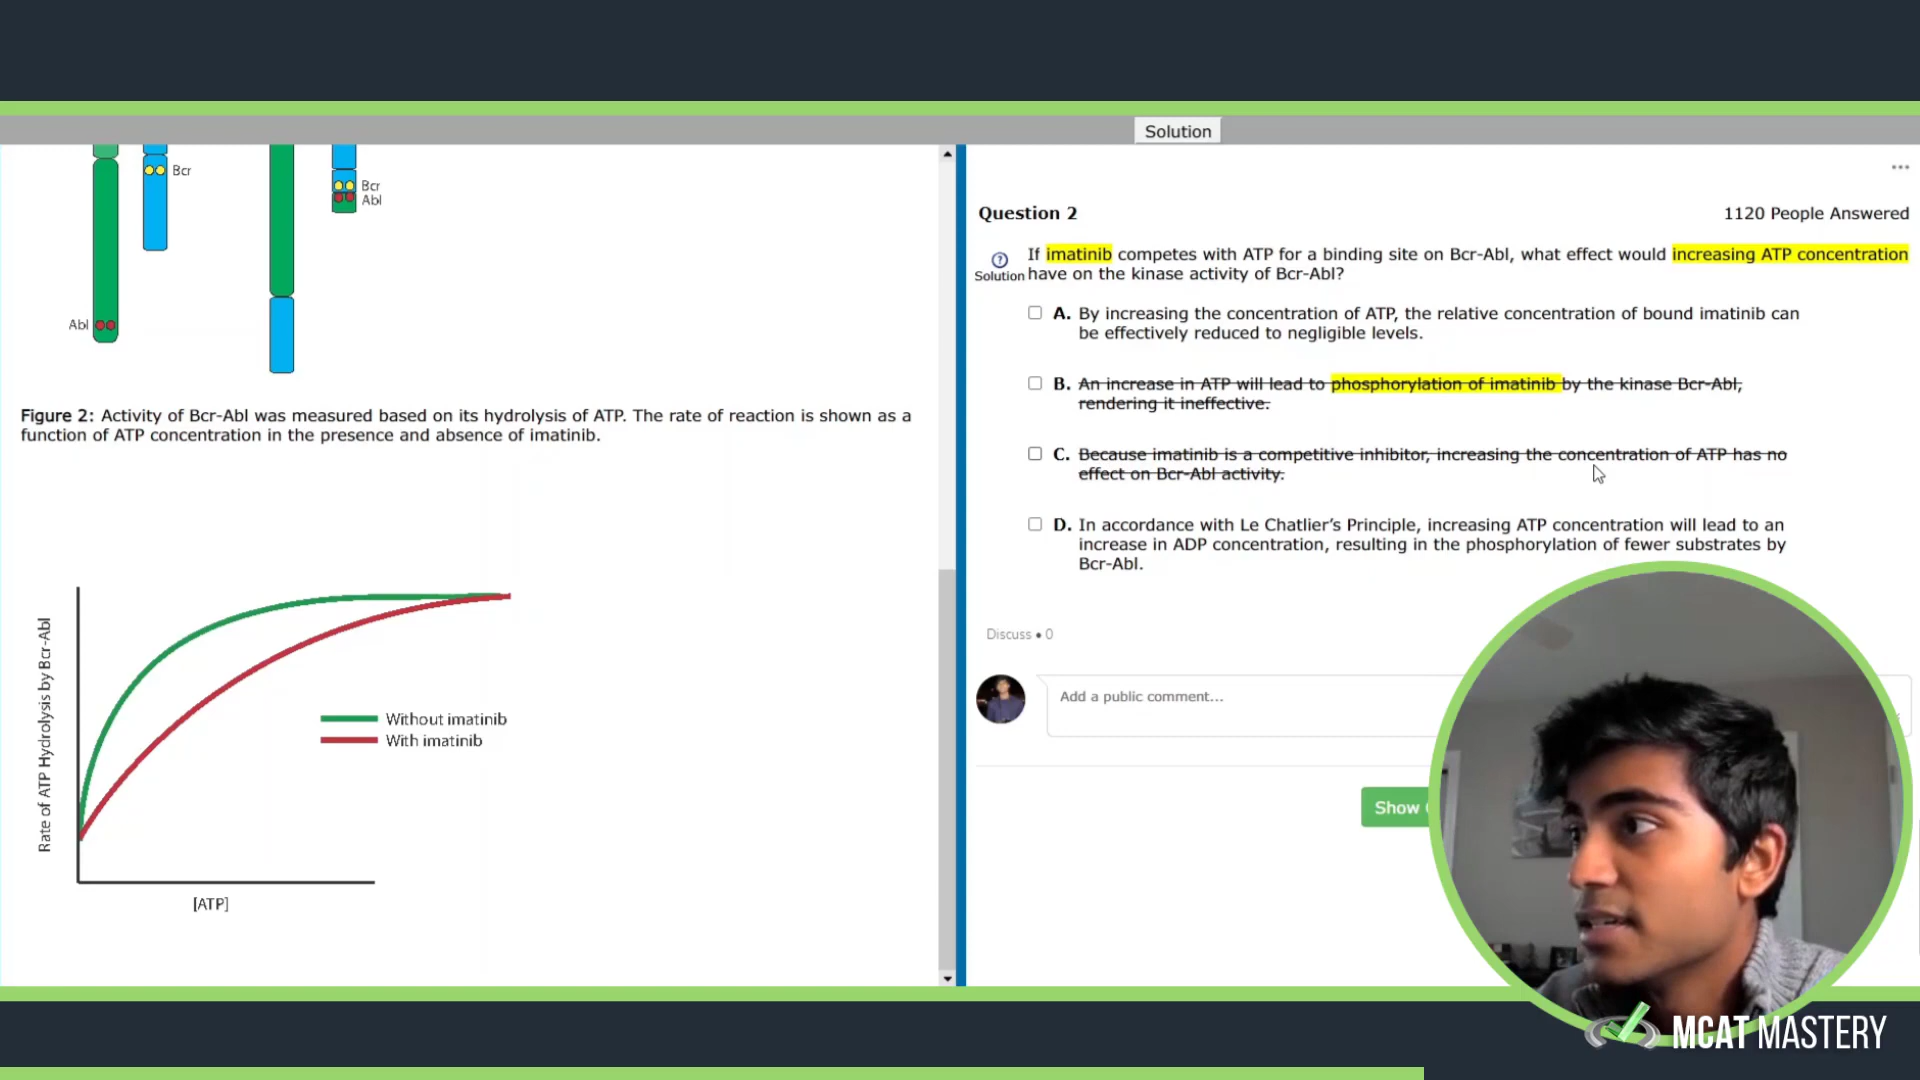 Solution
Bcr
Bcr
Abl
Abl
Figure 2: Activity of Bcr-Abl was measured based on its hydrolysis of ATP. The rate of reaction is shown as a
function of ATP concentration in the presence and absence of imatinib.
Rate of ATP Hydrolysis by Bcr-Abl
Without imatinib
With imatinib
[ATP]
Question 2
1120 People Answered
Solution
If imatinib competes with ATP for a binding site on Bcr-Abl, what effect would increasing ATP concentration
have on the kinase activity of Bcr-Abl?
A. By increasing the concentration of ATP, the relative concentration of bound imatinib can
be effectively reduced to negligible levels.
B. An increase in ATP will lead to phosphorylation of imatinib by the kinase Bcr-Abl,
rendering it ineffective.
C. Because imatinib is a competitive inhibitor, increasing the concentration of ATP has no
effect on Bcr-Abl activity.
D. In accordance with Le Chatlier's Principle, increasing ATP concentration will lead to an
increase in ADP concentration, resulting in the phosphorylation of fewer substrates by
Bcr-Abl.
Discuss • 0
Add a public comment...
Show
MCAT MASTERY